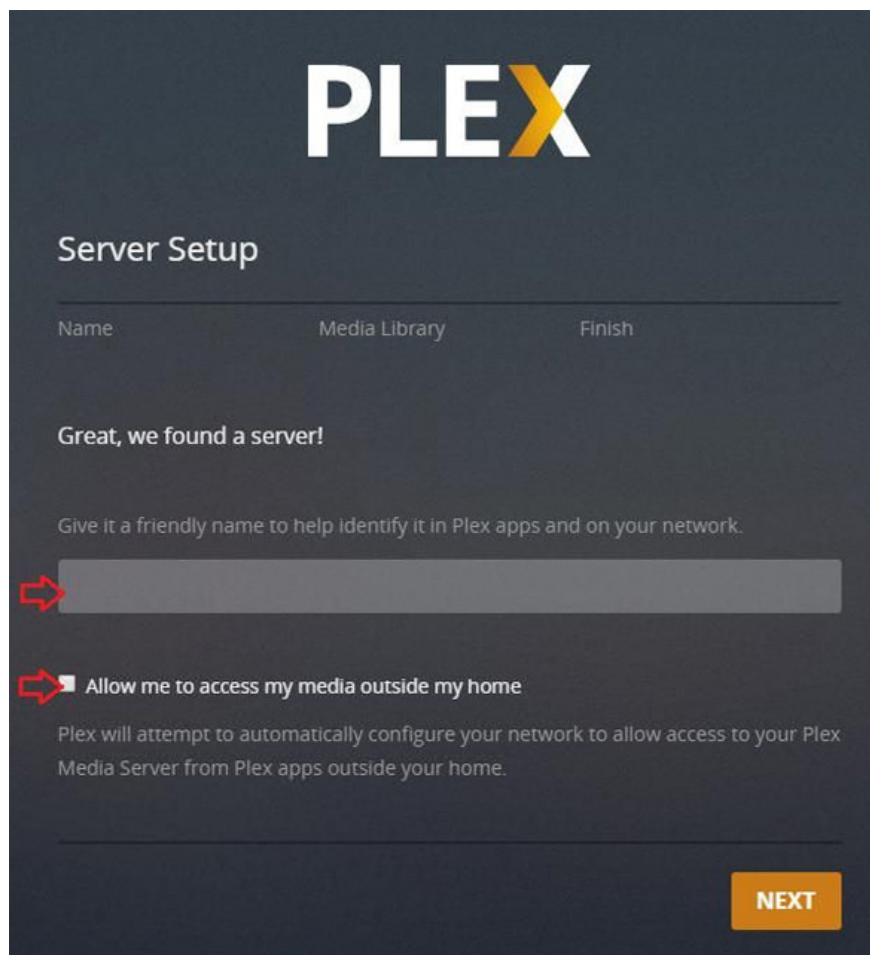 PLEX
Server Setup
Name Media Library Finish
Great, we found a server!
Give it a friendly name to help identify it in Plex apps and on your network.
Allow me to access my media outside my home
Plex will attempt to automatically configure your network to allow access to your Plex
Media Server from Plex apps outside your home.
NEXT